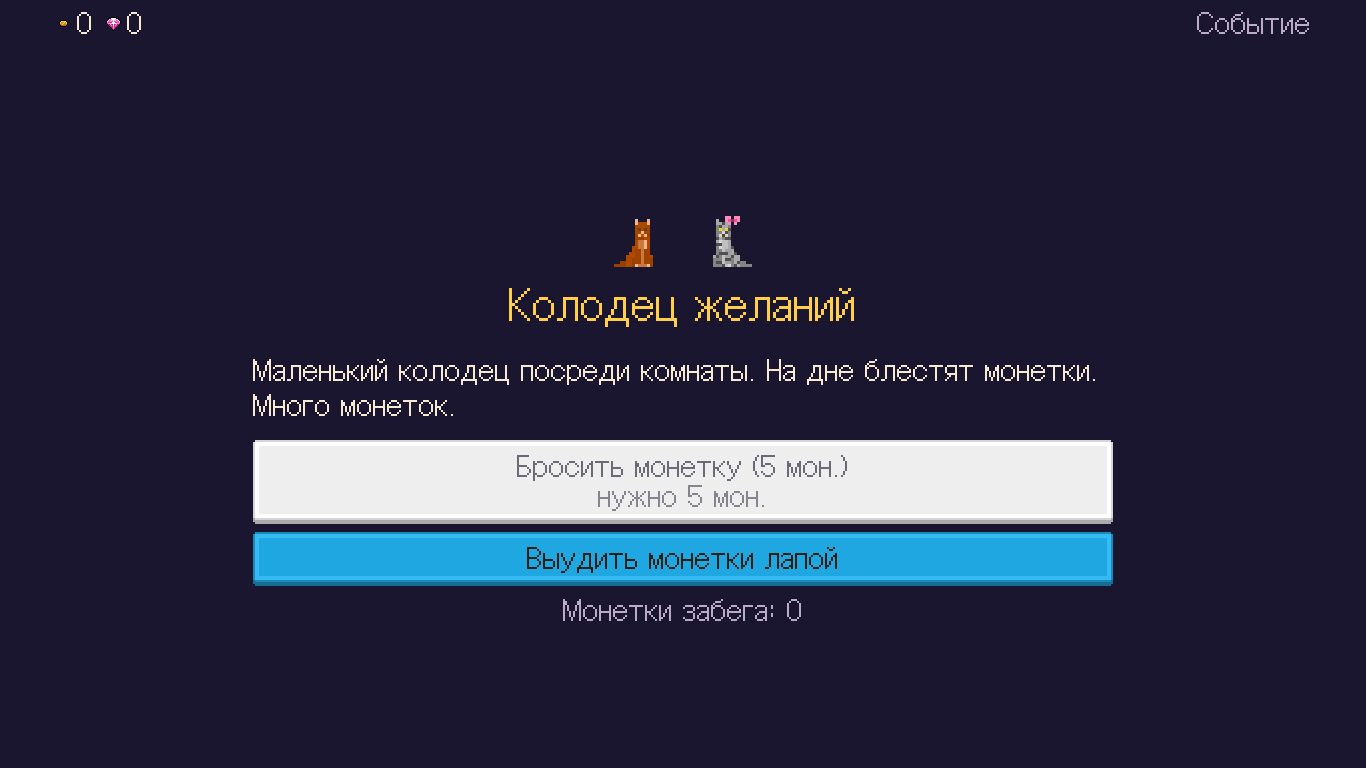 0 0
Событие
Колодец желаний
Маленький колодец посреди комнаты. На дне блестят монетки.
Много монеток.
Бросить монетку (5 мон.)
нужно 5 мон.
Выудить монетки лапой
Монетки забега: 0